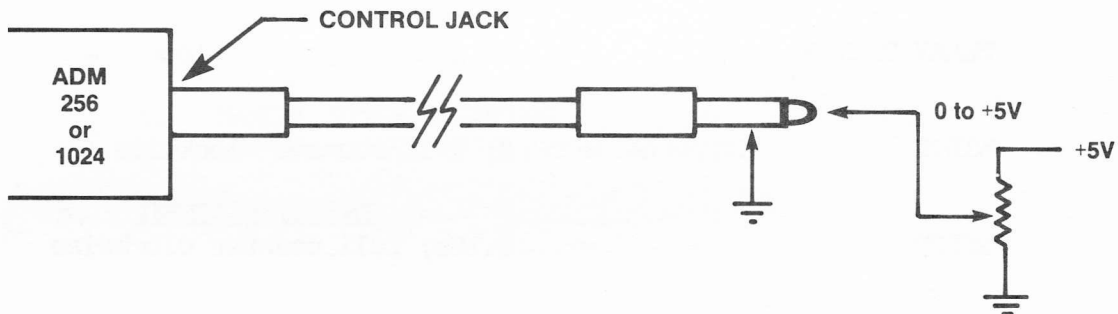 CONTROL JACK
ADM
256
or
1024
0 to +5V
+5V